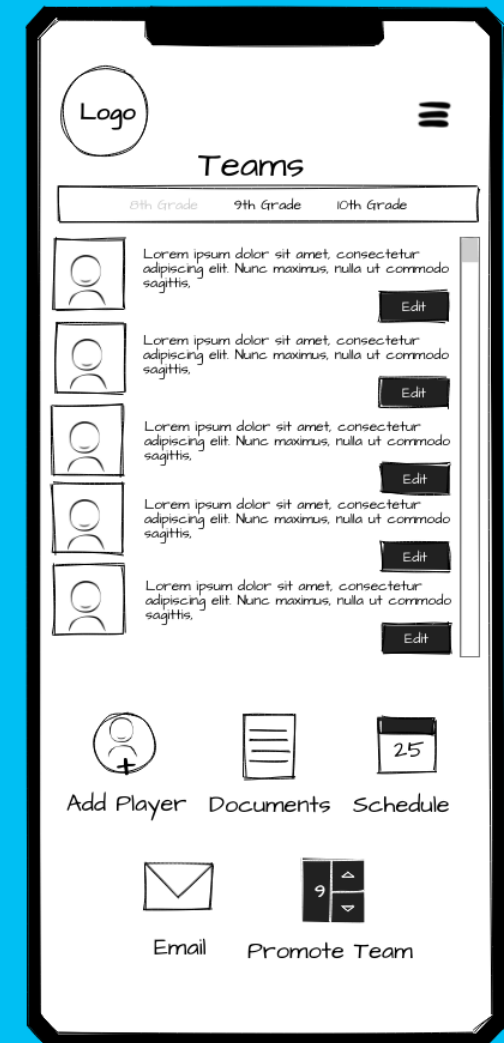 Logo
Teams
8th Grade 9th Grade 10th Grade
Lorem ipsum dolor sit amet, consectetur
adipiscing elit. Nunc maximus, nulla ut commodo
sagittis,
Edit
Lorem ipsum dolor sit amet, consectetur
adipiscing elit. Nunc maximus, nulla ut commodo
sagittis,
Edit
Lorem ipsum dolor sit amet, consectetur
adipiscing elit. Nunc maximus, nulla ut commodo
sagittis,
Edit
Lorem ipsum dolor sit amet, consectetur
adipiscing elit. Nunc maximus, nulla ut commodo
sagittis,
Edit
Lorem ipsum dolor sit amet, consectetur
adipiscing elit. Nunc maximus, nulla ut commodo
sagittis,
Edit
25
Add Player Documents Schedule
9
Email Promote Team